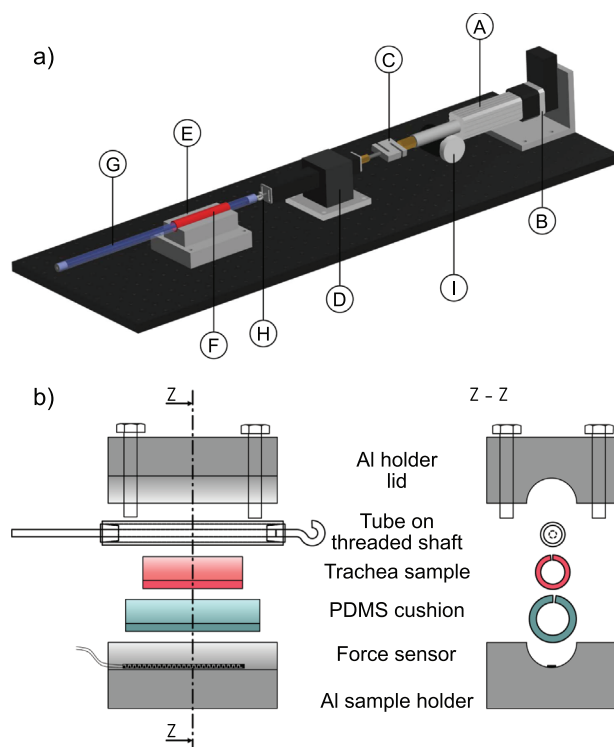 a)
A
C
E
G
B
I
D
H
F
b)
Z
Z – Z
Al holder
lid
Tube on
threaded shaft
Trachea sample
PDMS cushion
Force sensor
Al sample holder
Z